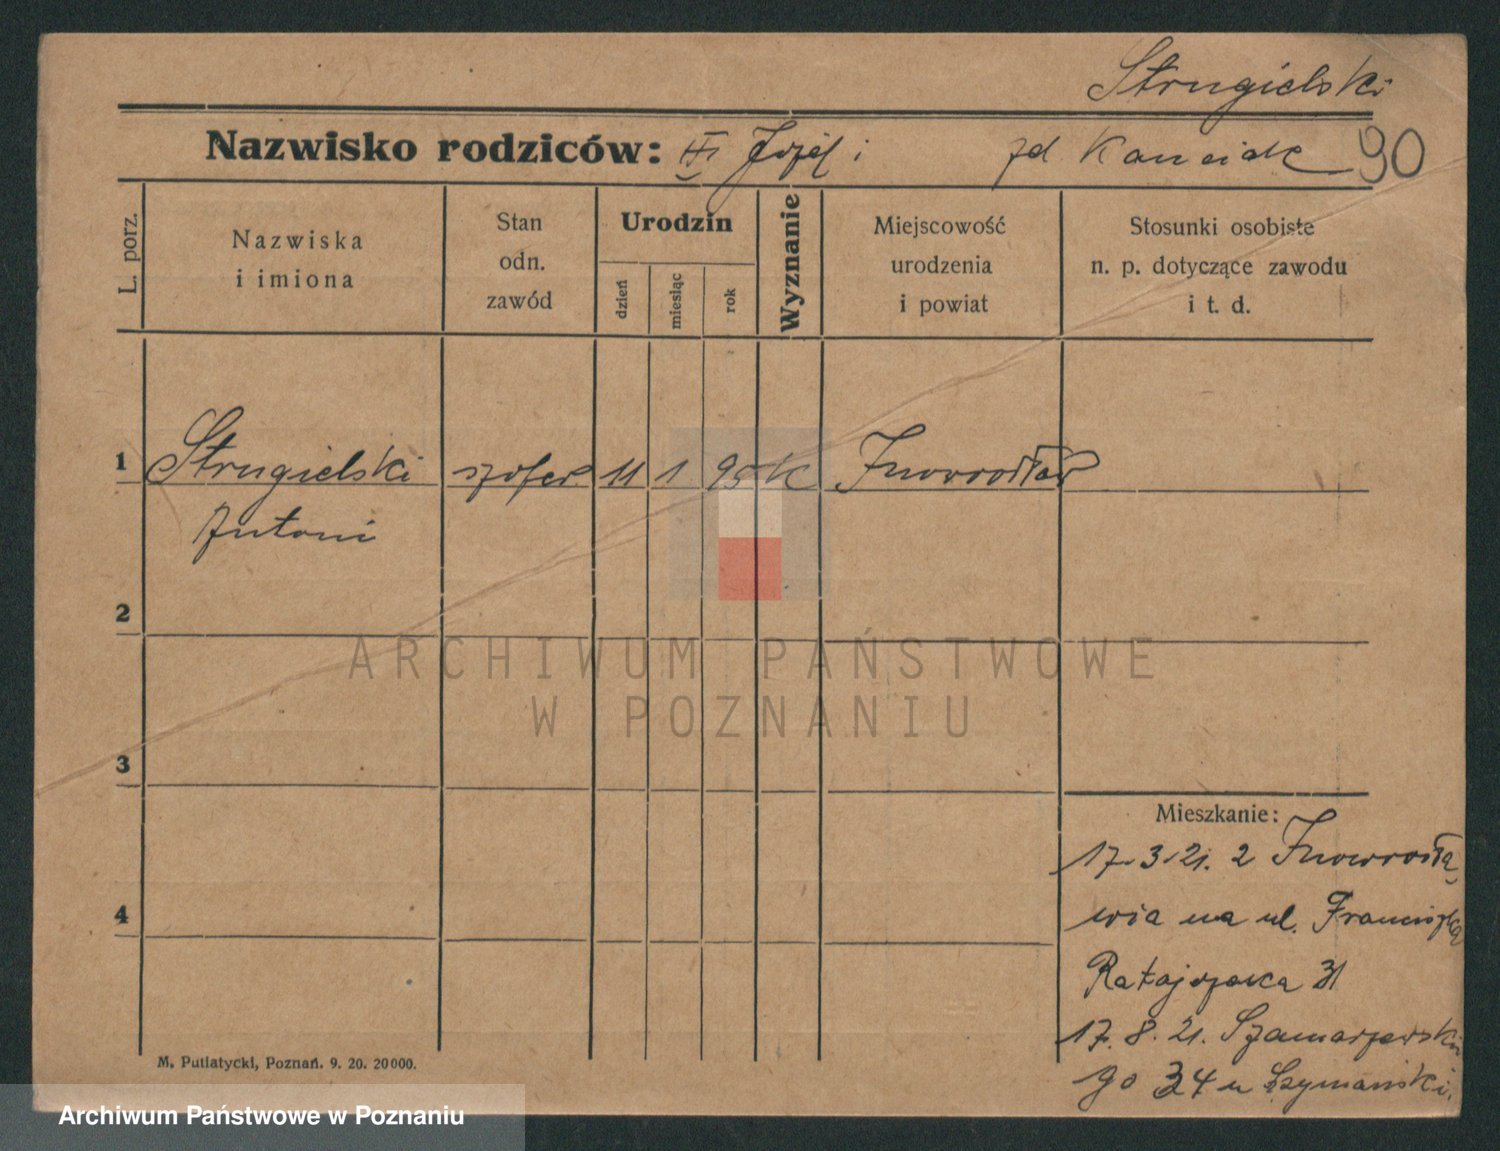 Strugielski
Nazwisko rodziców: Józef i zd Kaniak 90
L. porz.
Nazwiska
i imiona
Stan
odn.
zawód
Urodzin
dzień
miesiąc
rok
Wyznanie
Miejscowość
urodzenia
i powiat
Stosunki osobiste
n. p. dotyczące zawodu
i t. d.
1 Strugielski szofer 11 1 95 K Inowrocław
Antoni
2
ARCHIWUM PAŃSTWOWE
W POZNANIU
3
4
Mieszkanie:
17.3.21. z Inowrocła
wia na ul. Franciszka
Ratajczaka 31
17.8.21. Szamarzewski
go 34 u Szymański.
M. Putiatycki, Poznań. 9. 20. 20000.
Archiwum Państwowe w Poznaniu